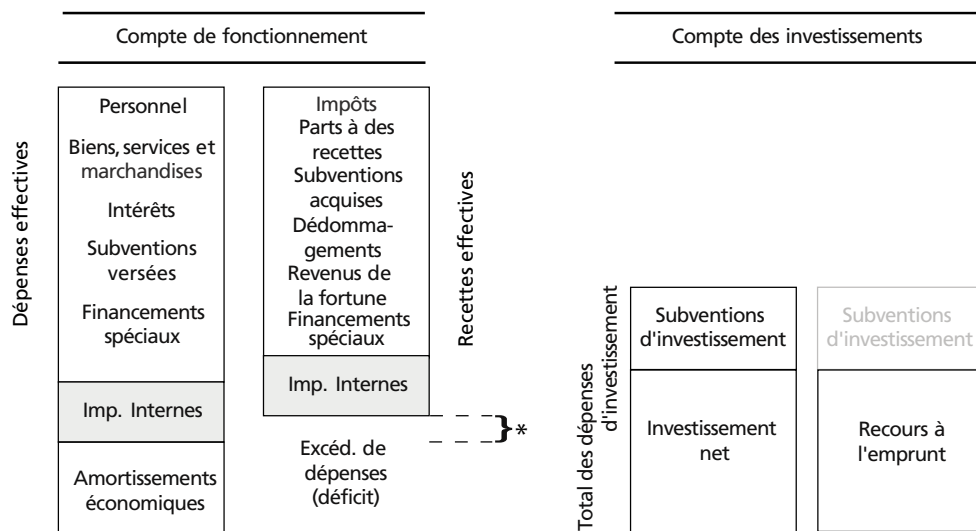 Compte de fonctionnement
Compte des investissements
Dépenses effectives
Personnel
Biens, services et
marchandises
Intérêts
Subventions
versées
Financements
spéciaux
Imp. Internes
Amortissements
économiques
Impôts
Parts à des
recettes
Subventions
acquises
Dédomma-
gements
Revenus de
la fortune
Financements
spéciaux
Imp. Internes
Excéd. de
dépenses
(déficit)
Recettes effectives
}*
Total des dépenses
d'investissement
Subventions
d'investissement
Investissement
net
Subventions
d'investissement
Recours à
l'emprunt